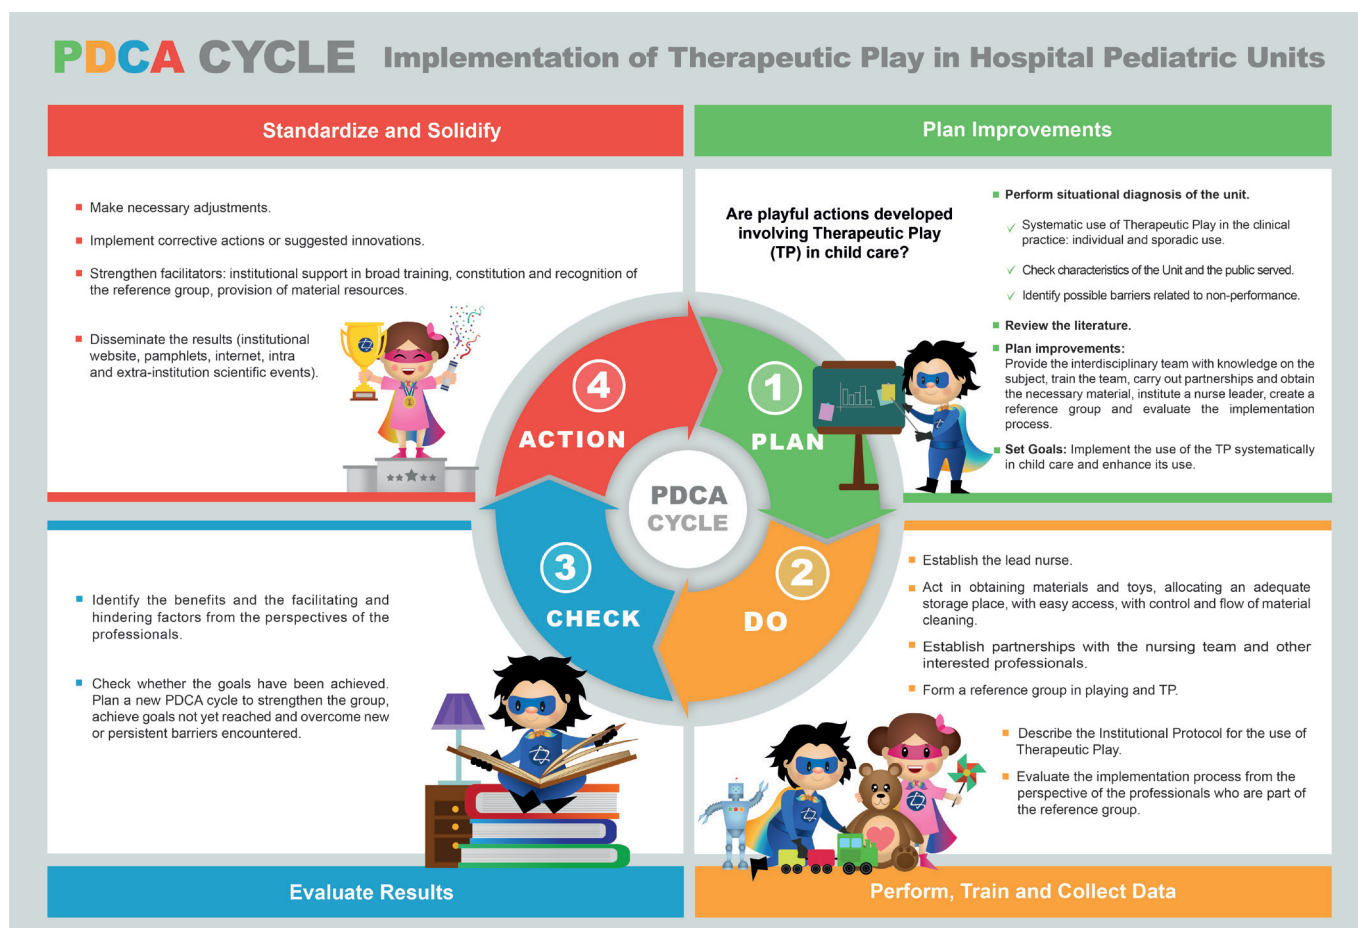 PDCA CYCLE Implementation of Therapeutic Play in Hospital Pediatric Units
Standardize and Solidify
Make necessary adjustments.
Implement corrective actions or suggested innovations.
Strengthen facilitators: institutional support in broad training, constitution and recognition of
the reference group, provision of material resources.
Disseminate the results (institutional
website, pamphlets, internet, intra
and extra-institution scientific events).
Plan Improvements
Are playful actions developed
involving Therapeutic Play
(TP) in child care?
Perform situational diagnosis of the unit.
Systematic use of Therapeutic Play in the clinical
practice: individual and sporadic use.
Check characteristics of the Unit and the public served.
Identify possible barriers related to non-performance.
Review the literature.
Plan improvements:
Provide the interdisciplinary team with knowledge on the
subject, train the team, carry out partnerships and obtain
the necessary material, institute a nurse leader, create a
reference group and evaluate the implementation
process.
Set Goals: Implement the use of the TP systematically
in child care and enhance its use.
4
ACTION
1
PLAN
PDCA
CYCLE
3
CHECK
2
DO
Identify the benefits and the facilitating and
hindering factors from the perspectives of the
professionals.
Check whether the goals have been achieved.
Plan a new PDCA cycle to strengthen the group,
achieve goals not yet reached and overcome new
or persistent barriers encountered.
Evaluate Results
Establish the lead nurse.
Act in obtaining materials and toys, allocating an adequate
storage place, with easy access, with control and flow of material
cleaning.
Establish partnerships with the nursing team and other
interested professionals.
Form a reference group in playing and TP.
Describe the Institutional Protocol for the use of
Therapeutic Play.
Evaluate the implementation process from the
perspective of the professionals who are part of
the reference group.
Perform, Train and Collect Data